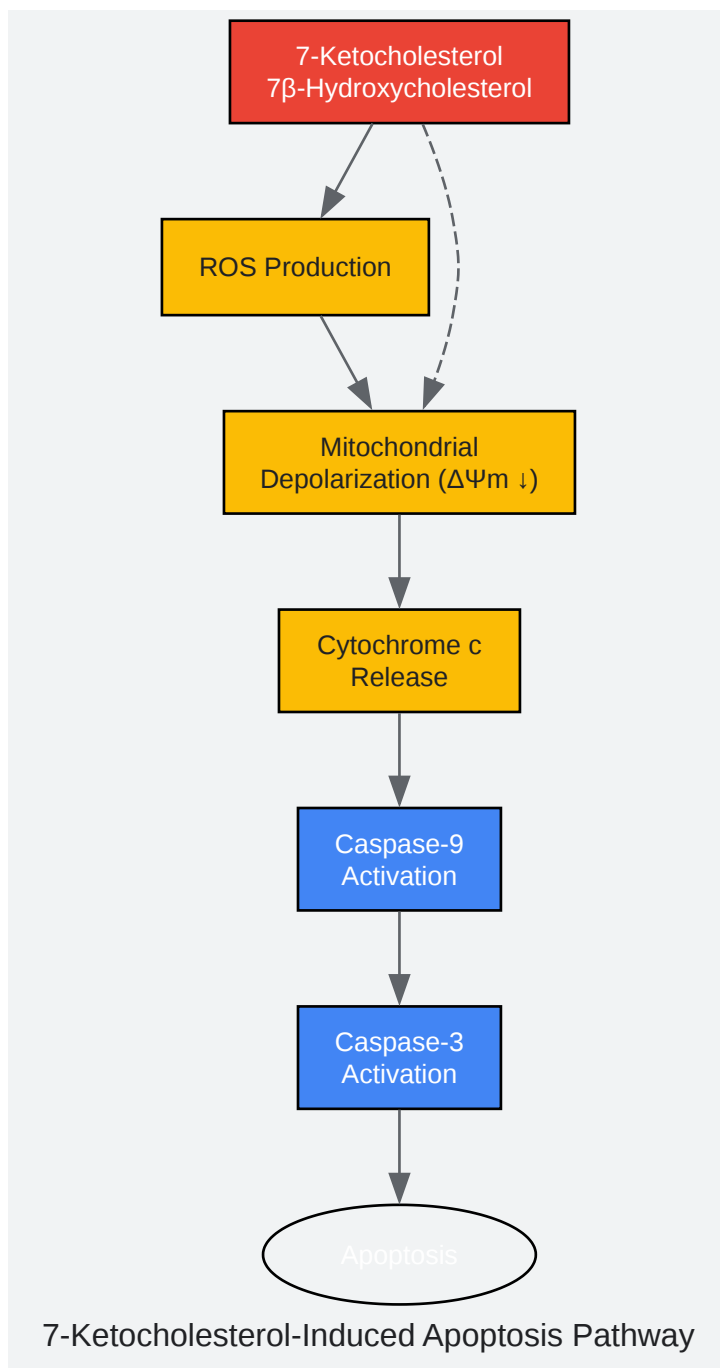 7-Ketocholesterol
7β-Hydroxycholesterol
ROS Production
Mitochondrial
Depolarization (ΔΨm ↓)
Cytochrome c
Release
Caspase-9
Activation
Caspase-3
Activation
Apoptosis
7-Ketocholesterol-Induced Apoptosis Pathway